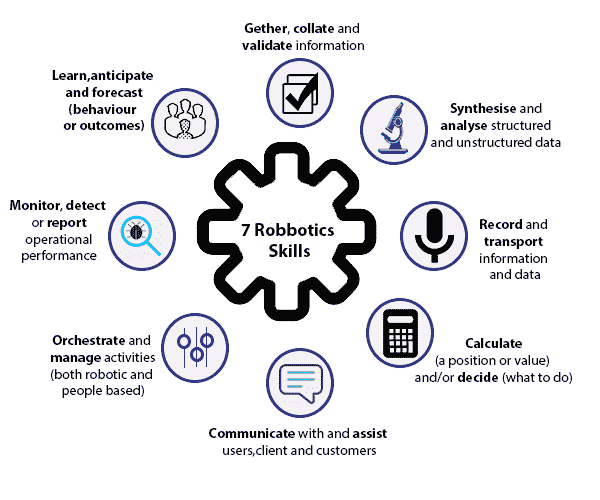 Gether, collate and
validate information
Learn,anticipate
and forecast
(behaviour
or outcomes)
Synthesise and
analyse structured
and unstructured data
Monitor, detect
or report
operational
performance
7 Robbotics
Skills
Record and
transport
information
and data
Orchestrate and
manage activities
(both robotic and
people based)
Calculate
(a position or value)
and/or decide (what to do)
Communicate with and assist
users,client and customers